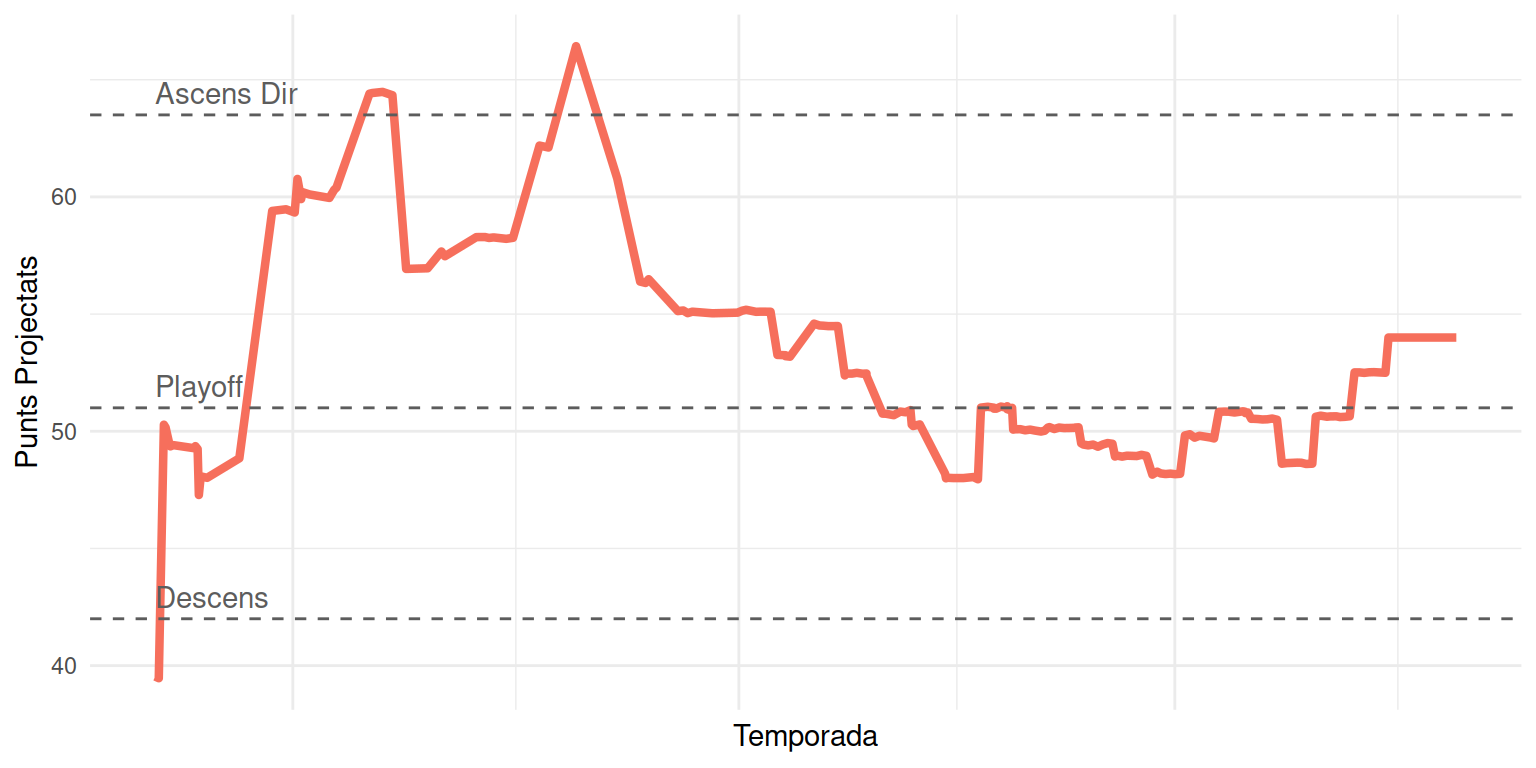 Ascens Dir
60
Punts Projectats
Playoff
50
Descens
40
Temporada